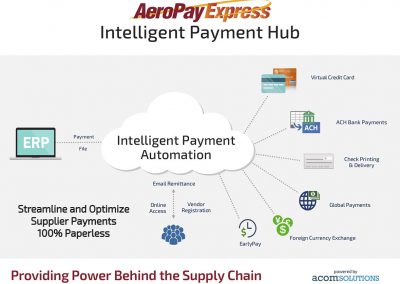 AeroPayExpress
Intelligent Payment Hub
Virtual Credit Card
ACH
ACH Bank Payments
ERP
Payment
File
Intelligent Payment
Automation
Check Printing
& Delivery
Email Remittance
Online
Access
Vendor
Registration
Global Payments
Streamline and Optimize
Supplier Payments
100% Paperless
EarlyPay
Foreign Currency Exchange
Providing Power Behind the Supply Chain
powered by
acomSOLUTIONS